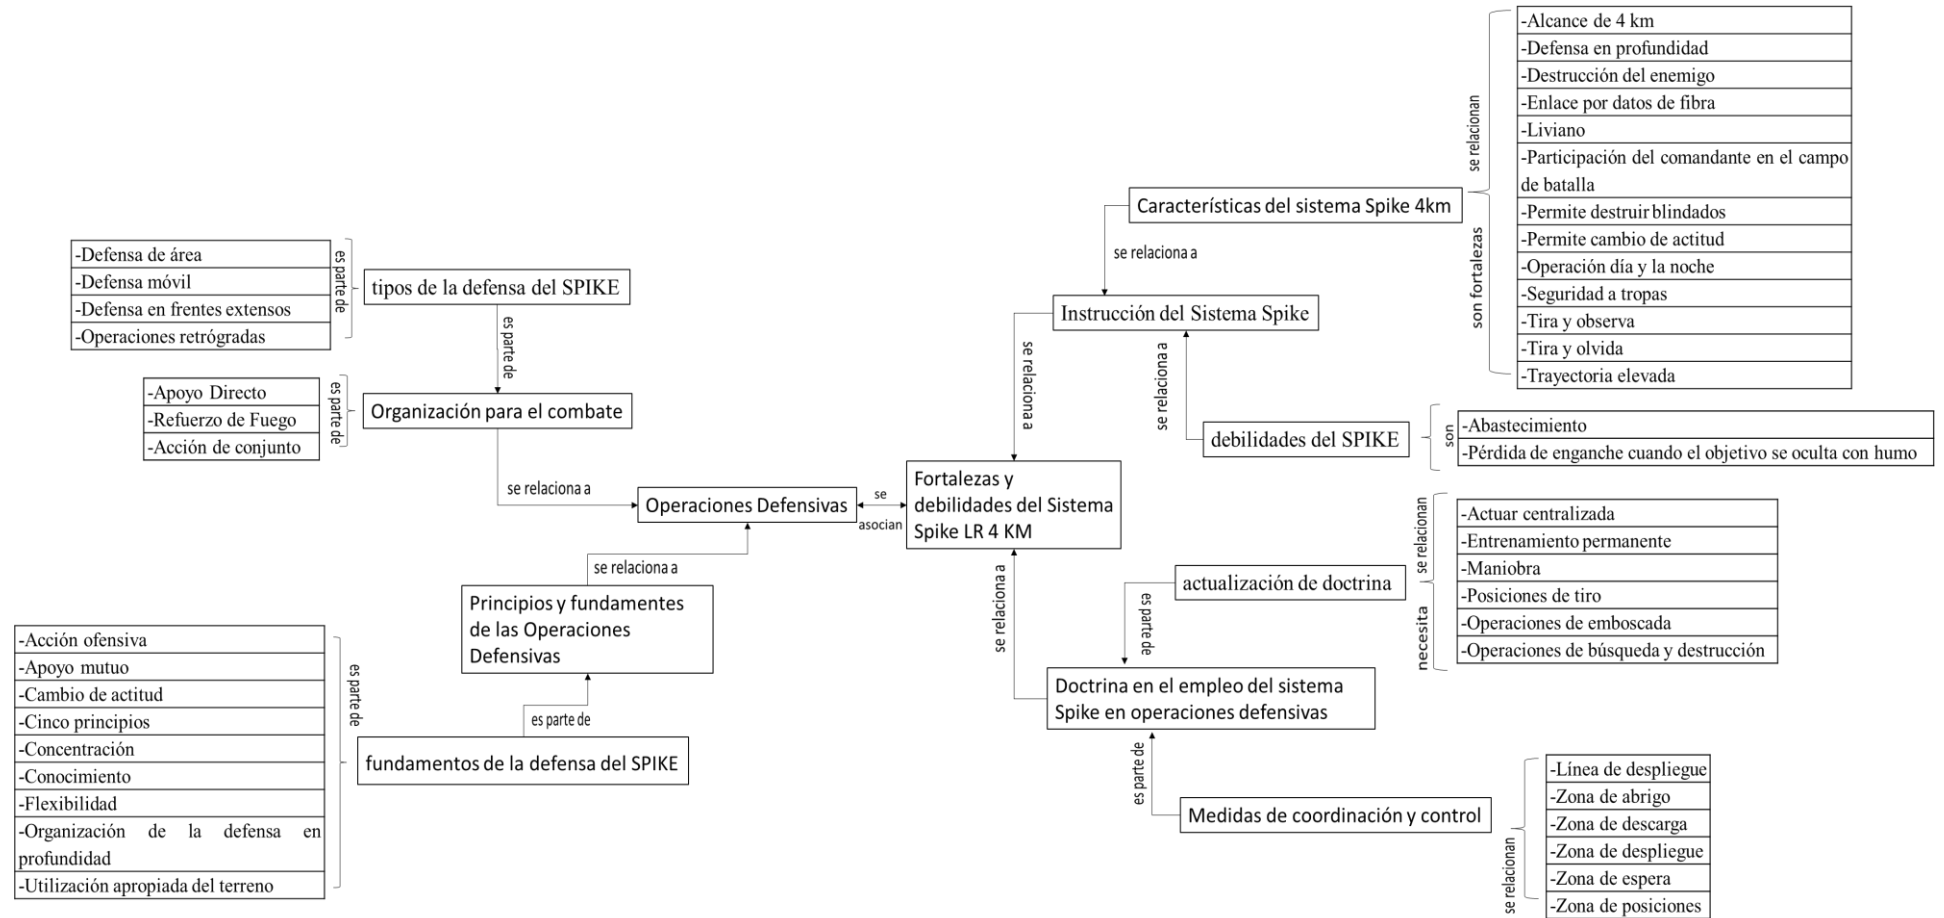 -Alcance de 4 km
-Defensa en profundidad
-Destrucción del enemigo
-Enlace por datos de fibra
-Liviano
-Participación del comandante en el campo
de batalla
-Permite destruir blindados
-Permite cambio de actitud
-Operación día y la noche
-Seguridad a tropas
-Tira y observa
-Tira y olvida
-Trayectoria elevada
se relacionan
son fortalezas
Características del sistema Spike 4km
se relaciona a
Instrucción del Sistema Spike
se relaciona a
se relaciona a
debilidades del SPIKE
son
-Abastecimiento
-Pérdida de enganche cuando el objetivo se oculta con humo
-Defensa de área
-Defensa móvil
-Defensa en frentes extensos
-Operaciones retrógradas
es parte de
tipos de la defensa del SPIKE
es parte de
-Apoyo Directo
-Refuerzo de Fuego
-Acción de conjunto
es parte de
Organización para el combate
se relaciona a
Operaciones Defensivas
se
asocian
Fortalezas y
debilidades del Sistema
Spike LR 4 KM
se relaciona a
Principios y fundamentes
de las Operaciones
Defensivas
es parte de
-Acción ofensiva
-Apoyo mutuo
-Cambio de actitud
-Cinco principios
-Concentración
-Conocimiento
-Flexibilidad
-Organización de la defensa en
profundidad
-Utilización apropiada del terreno
es parte de
fundamentos de la defensa del SPIKE
se relaciona a
actualización de doctrina
se relacionan
necesita
-Actuar centralizada
-Entrenamiento permanente
-Maniobra
-Posiciones de tiro
-Operaciones de emboscada
-Operaciones de búsqueda y destrucción
es parte de
Doctrina en el empleo del sistema
Spike en operaciones defensivas
es parte de
Medidas de coordinación y control
se relacionan
-Línea de despliegue
-Zona de abrigo
-Zona de descarga
-Zona de despliegue
-Zona de espera
-Zona de posiciones